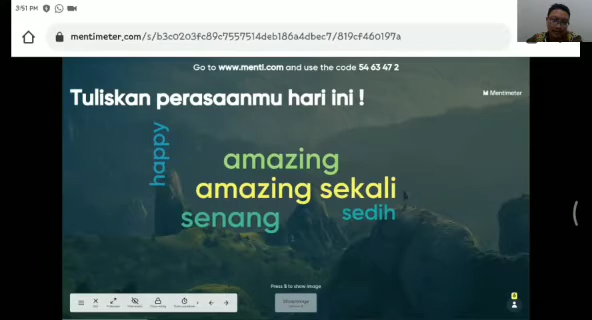 3:51 PM
mentimeter.com/s/b3c0203fc89c7557514deb186a4dbec7/819cf460197a
Go to www.menti.com and use the code 54 63 47 2
Tuliskan perasaanmu hari ini !
Mentimeter
happy
amazing
amazing sekali
senang
sedih
Press S to show image